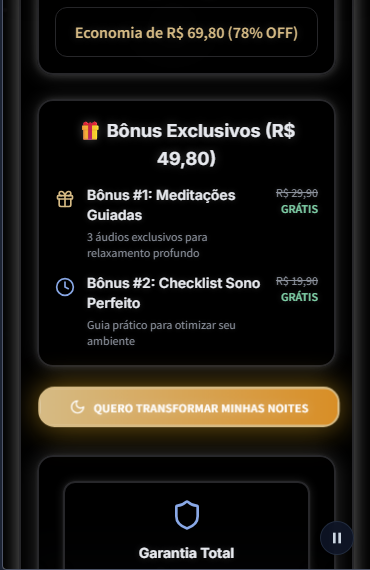 Economia de R$ 69,80 (78% OFF)
🎁 Bônus Exclusivos (R$
49,80)
Bônus #1: Meditações
Guiadas
R$ 29,90
GRÁTIS
3 áudios exclusivos para
relaxamento profundo
Bônus #2: Checklist Sono
Perfeito
R$ 19,90
GRÁTIS
Guia prático para otimizar seu
ambiente
QUERO TRANSFORMAR MINHAS NOITES
Garantia Total